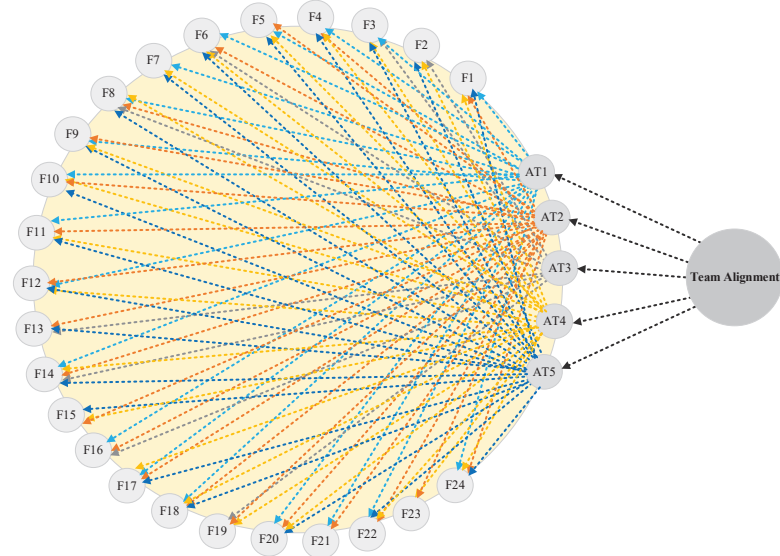 F1
F2
F3
F4
F5
F6
F7
F8
F9
F10
F11
F12
F13
F14
F15
F16
F17
F18
F19
F20
F21
F22
F23
F24
AT1
AT2
AT3
AT4
AT5
Team Alignment